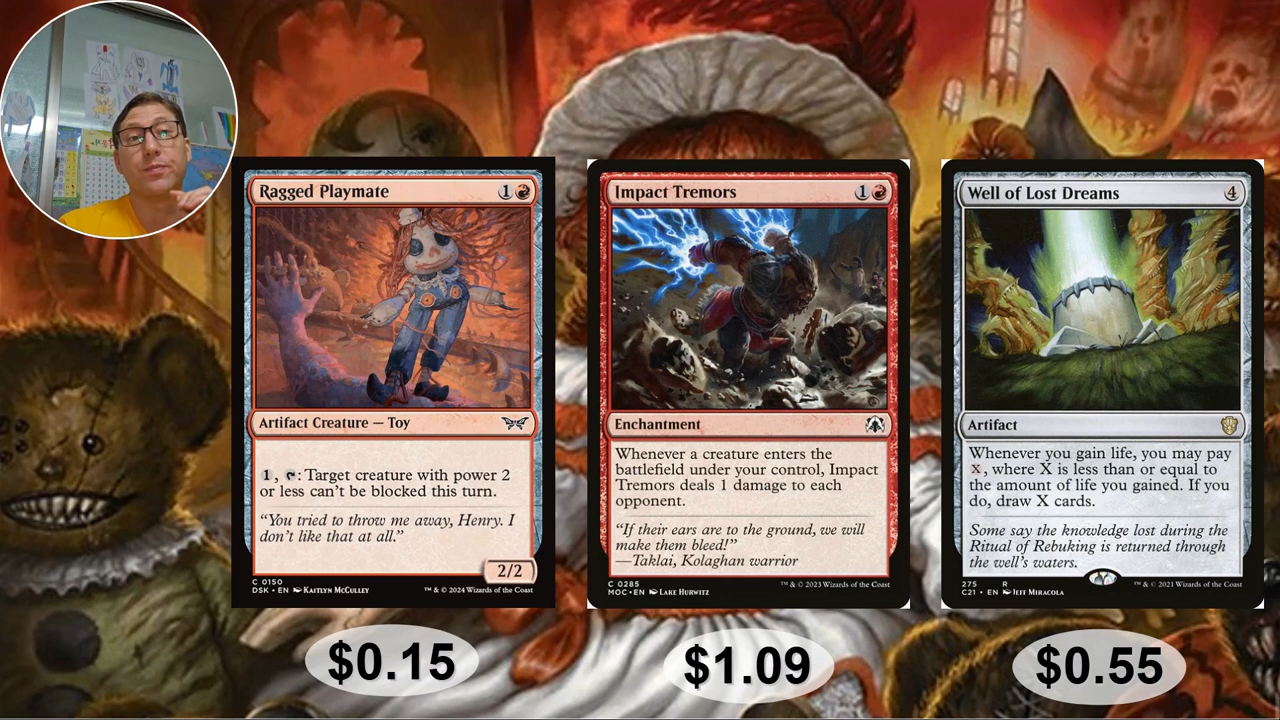 Ragged Playmate 1
Artifact Creature — Toy
1, : Target creature with power 2
or less can't be blocked this turn.
"You tried to throw me away, Henry. I
don't like that at all."
2/2
C 0150
DSK • EN KAITLYN MCCULLEY
™ & © 2024 Wizards of the Coast
$0.15
Impact Tremors 1
Enchantment
Whenever a creature enters the
battlefield under your control, Impact
Tremors deals 1 damage to each
opponent.
"If their ears are to the ground, we will
make them bleed!"
—Taklai, Kolaghan warrior
C 0285
MOC • EN LAKE HURWITZ
™ & © 2023 Wizards of the Coast
$1.09
Well of Lost Dreams 4
Artifact
Whenever you gain life, you may pay
X, where X is less than or equal to
the amount of life you gained. If you
do, draw X cards.
Some say the knowledge lost during the
Ritual of Rebuking is returned through
the well's waters.
275 R
C21 • EN JEFF MIRACOLA
™ & © 2021 Wizards of the Coast
$0.55